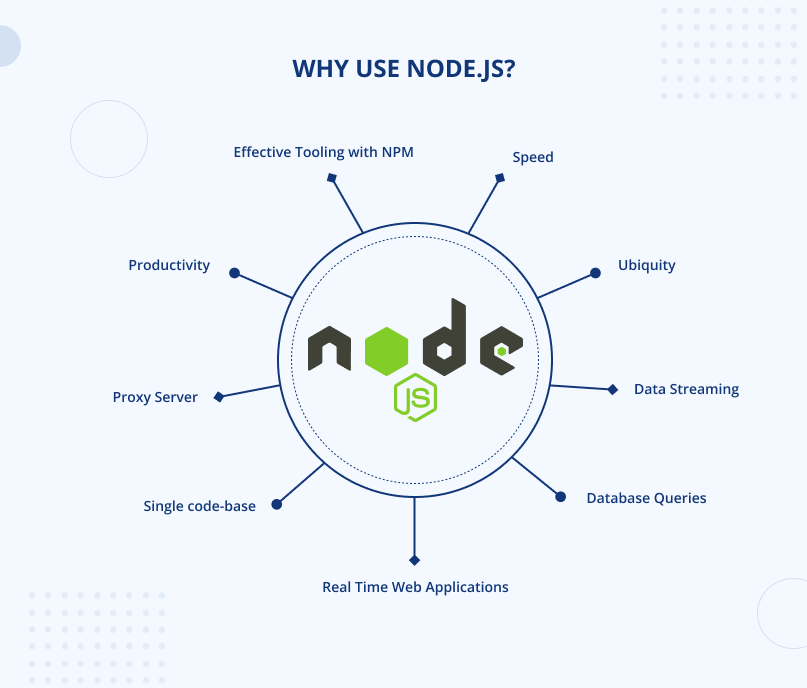 WHY USE NODE.JS?
Effective Tooling with NPM
Speed
Productivity
Ubiquity
node
JS
Proxy Server
Data Streaming
Single code-base
Database Queries
Real Time Web Applications